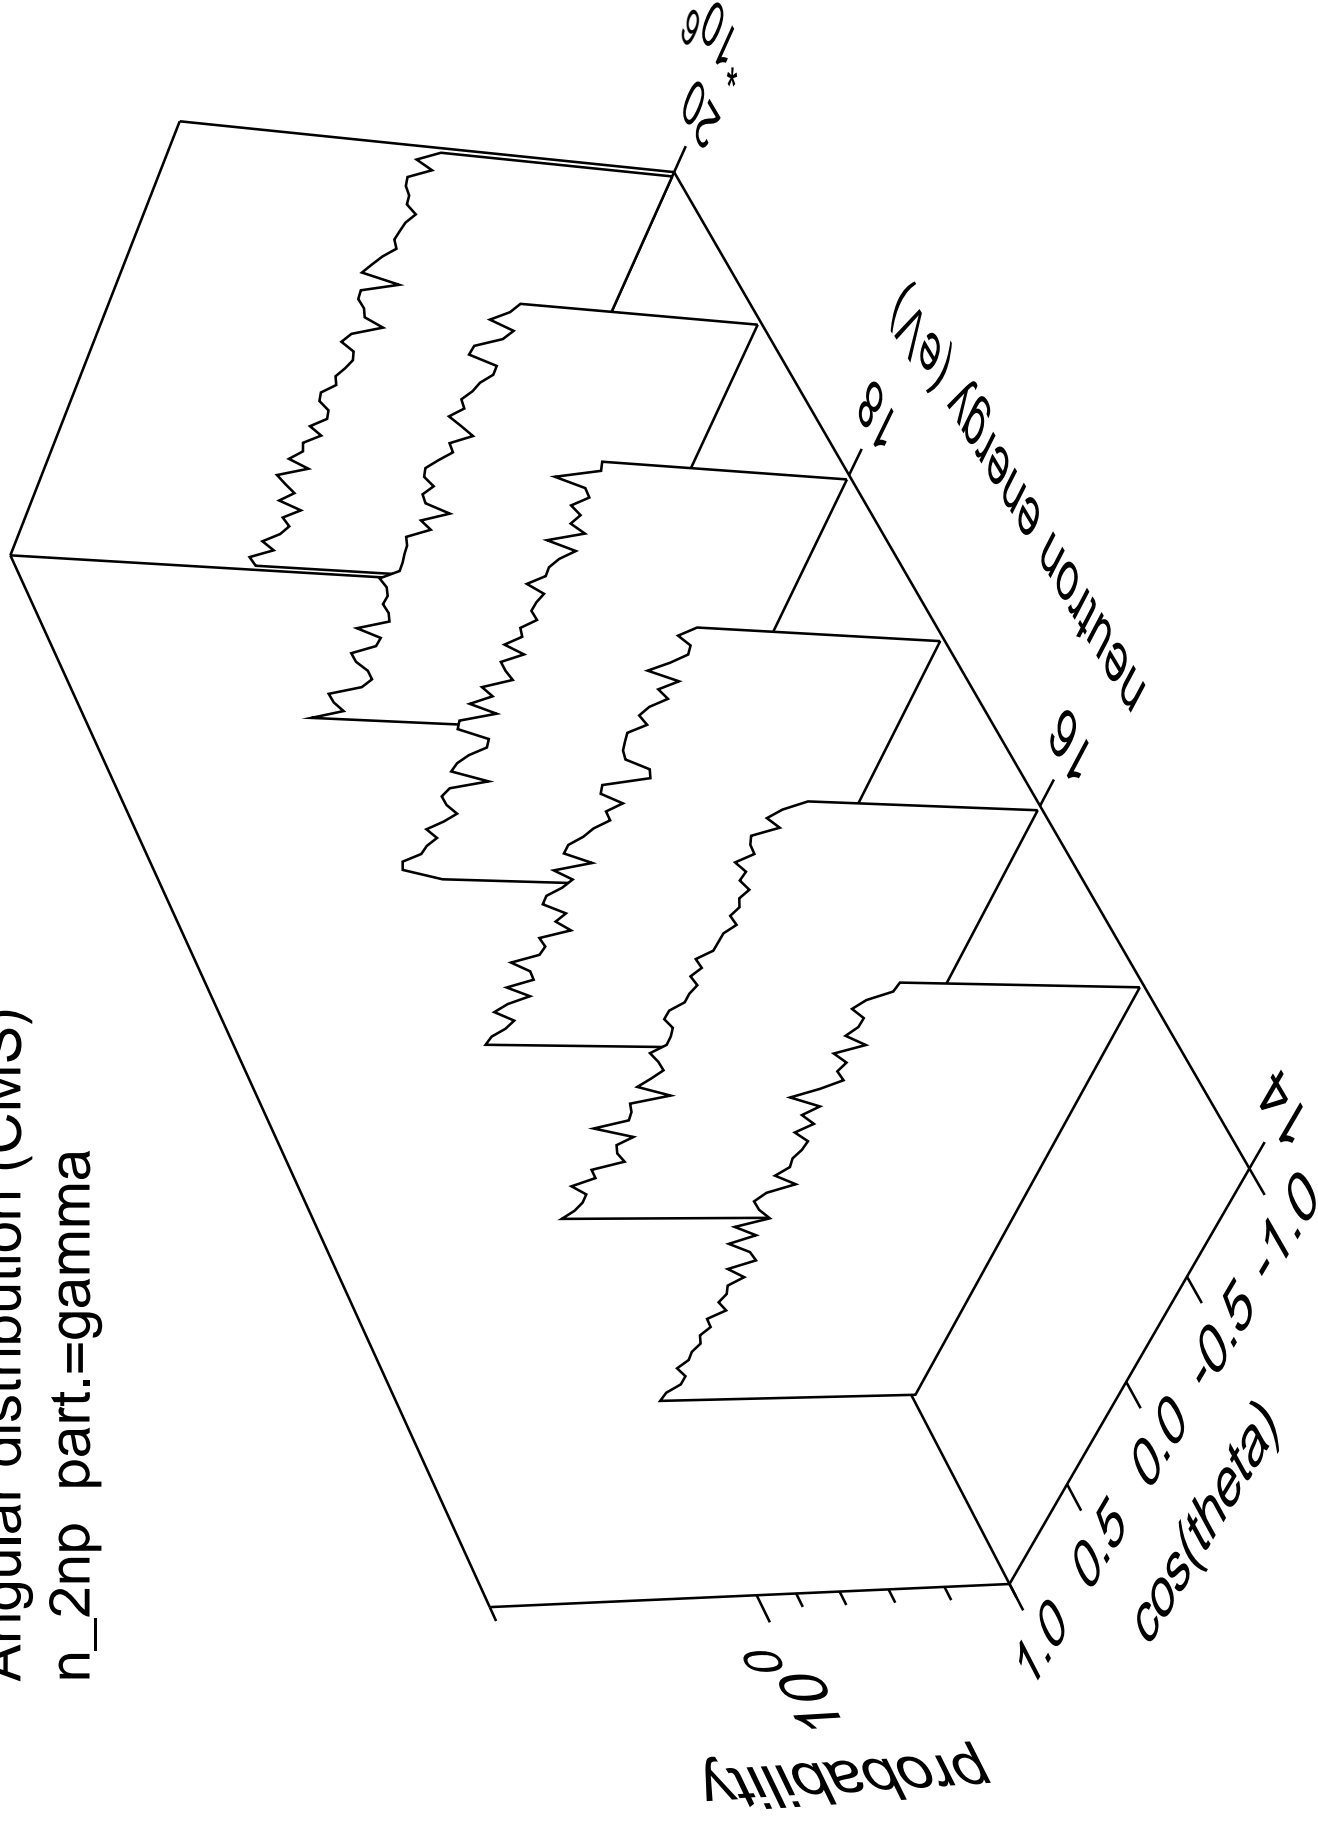 Angular distribution (CMS)
n_2np part.=gamma
probability
10^0
1.0
0.5
0.0
-0.5
-1.0
cos(theta)
14
16
18
20
*10^6
neutron energy (eV)